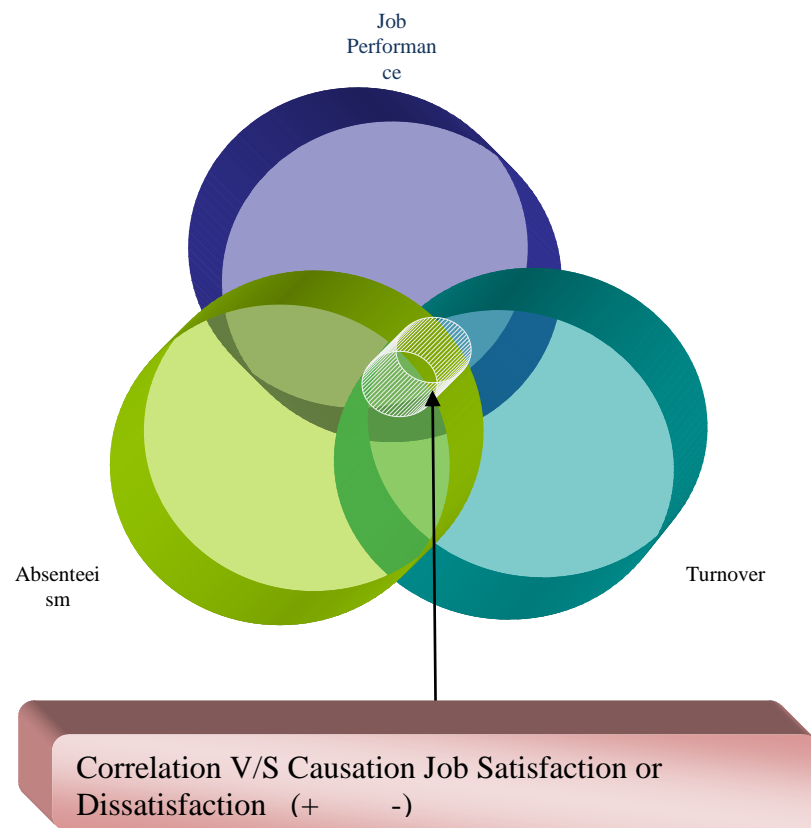 Job
Performan
ce
Absenteei
sm
Turnover
Correlation V/S Causation Job Satisfaction or
Dissatisfaction (+ -)